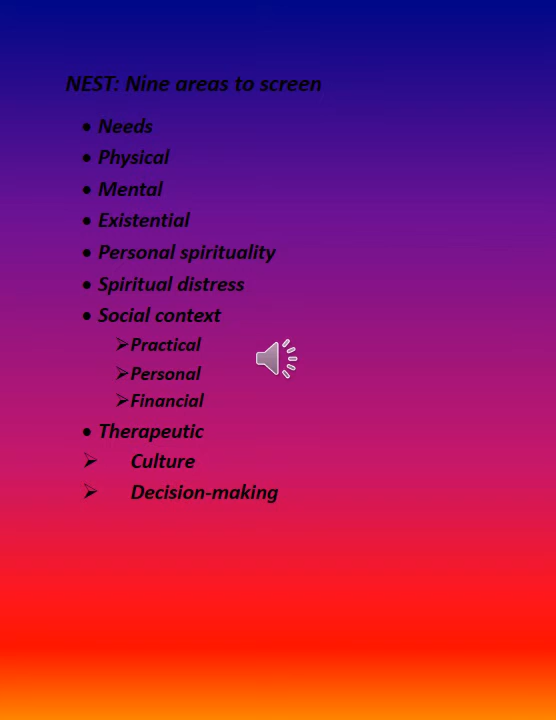 NEST: Nine areas to screen
• Needs
• Physical
• Mental
• Existential
• Personal spirituality
• Spiritual distress
• Social context
➢Practical
➢Personal
➢Financial
• Therapeutic
➢ Culture
➢ Decision-making